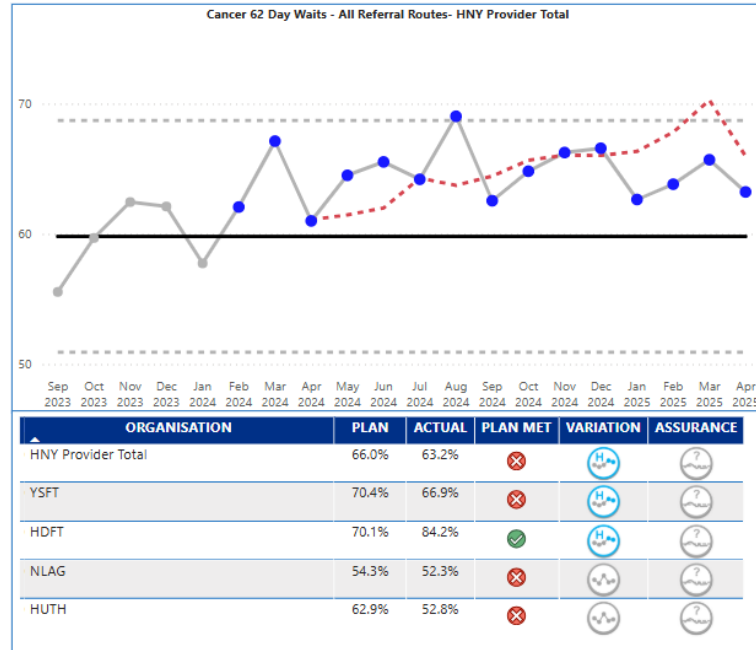 Cancer 62 Day Waits - All Referral Routes- HNY Provider Total
70
60
50
Sep Oct Nov Dec Jan Feb Mar Apr May Jun Jul Aug Sep Oct Nov Dec Jan Feb Mar Apr
2023 2023 2023 2023 2024 2024 2024 2024 2024 2024 2024 2024 2024 2024 2024 2024 2025 2025 2025 2025
ORGANISATION PLAN ACTUAL PLAN MET VARIATION ASSURANCE
HNY Provider Total 66.0% 63.2% H ?
YSFT 70.4% 66.9% H ?
HDFT 70.1% 84.2% H ?
NLAG 54.3% 52.3% ?
HUTH 62.9% 52.8% ?